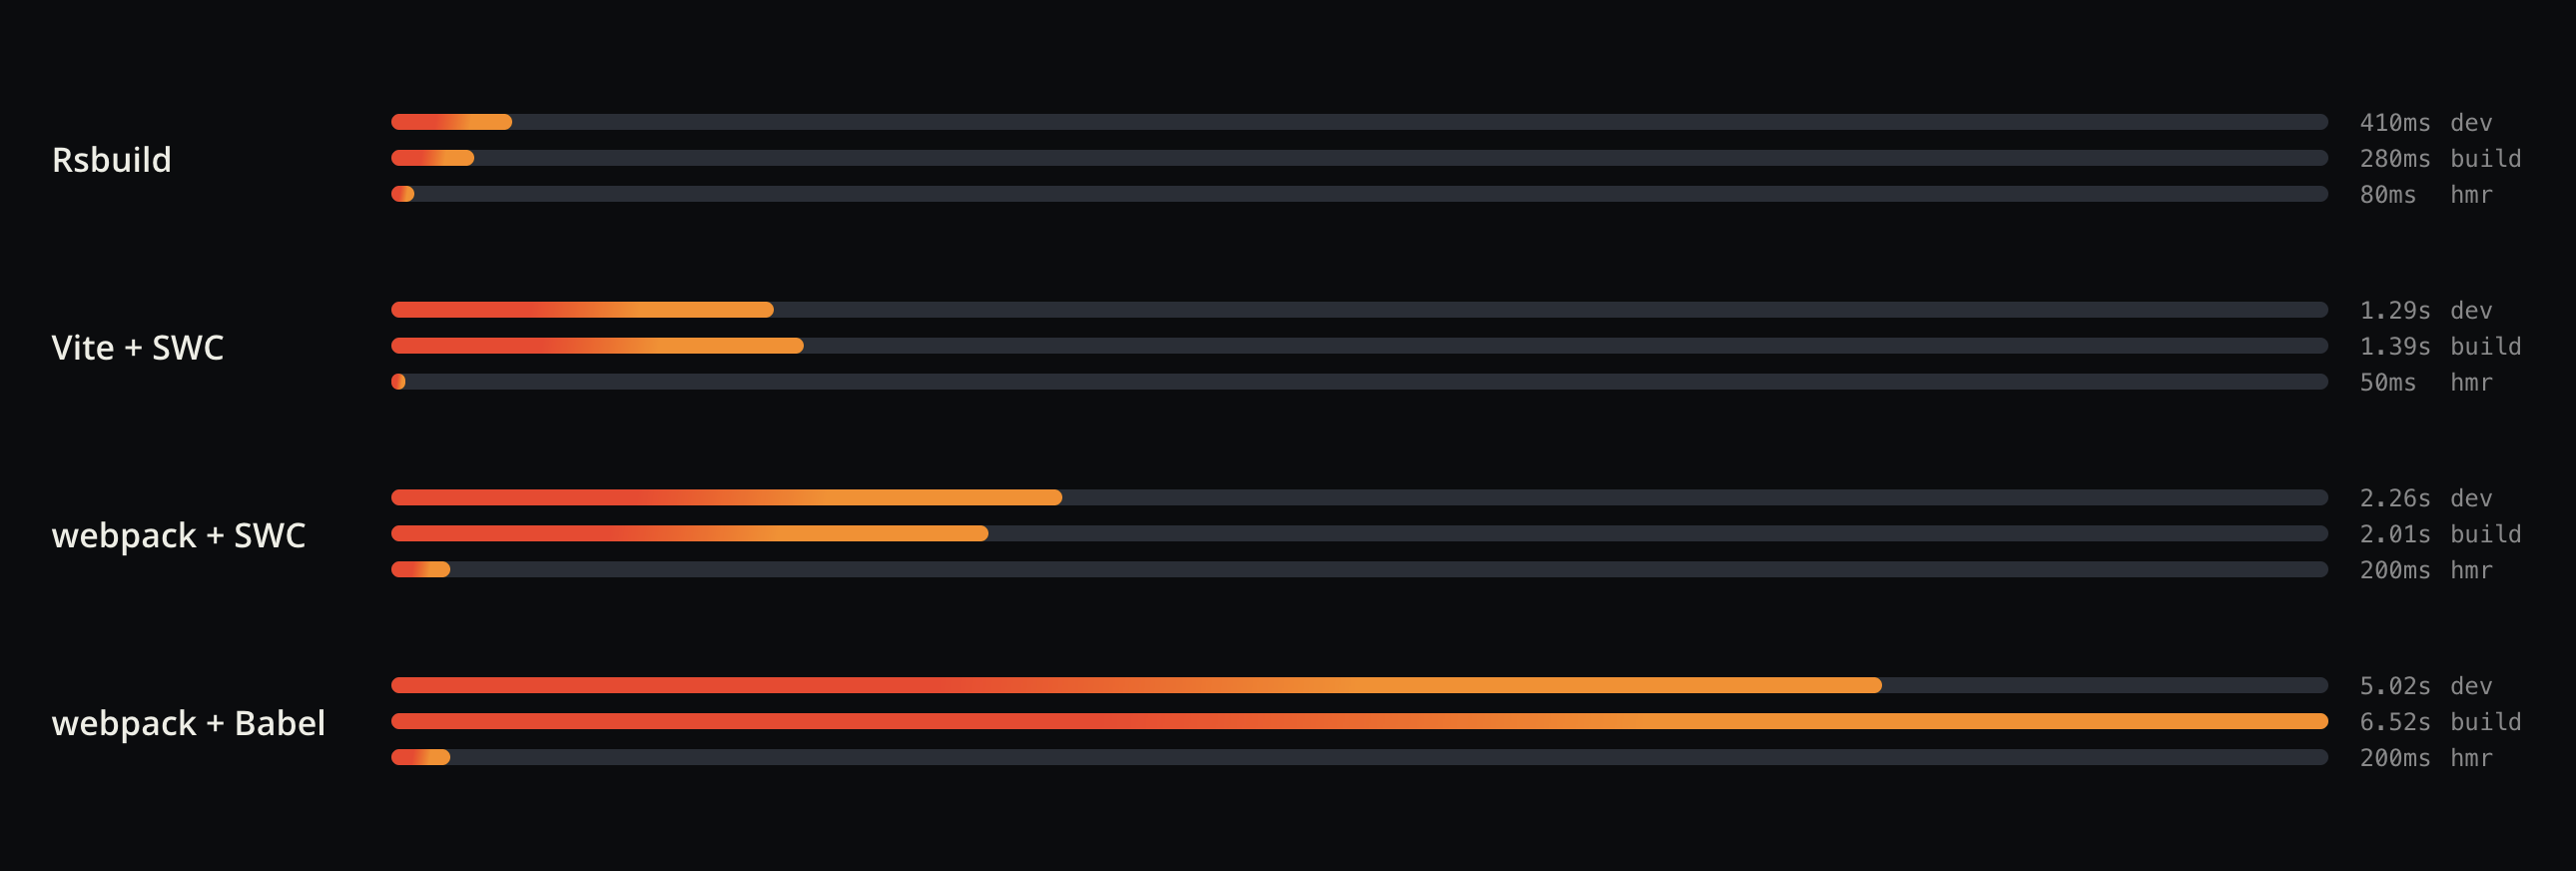 Rsbuild
410ms dev
280ms build
80ms hmr
Vite + SWC
1.29s dev
1.39s build
50ms hmr
webpack + SWC
2.26s dev
2.01s build
200ms hmr
webpack + Babel
5.02s dev
6.52s build
200ms hmr